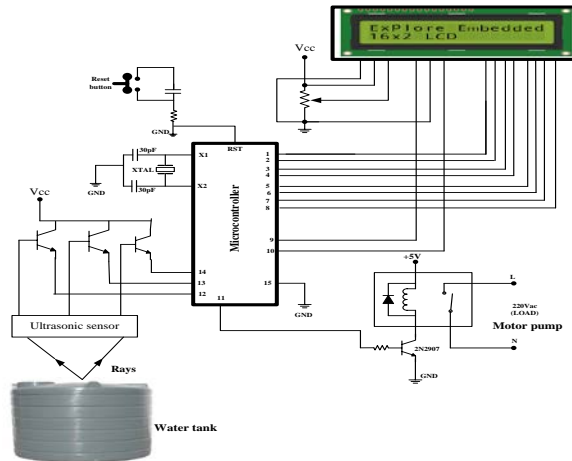 ExPlore Embedded
16x2 LCD
Vcc
Reset
button
GND
GND
RST
30pF
X1
XTAL
X2
30pF
GND
Microcontroller
1
2
3
4
5
6
7
8
9
10
Vcc
14
13
12
11
15
GND
+5V
L
220Vac
(LOAD)
Motor pump
N
2N2907
GND
Ultrasonic sensor
Rays
Water tank